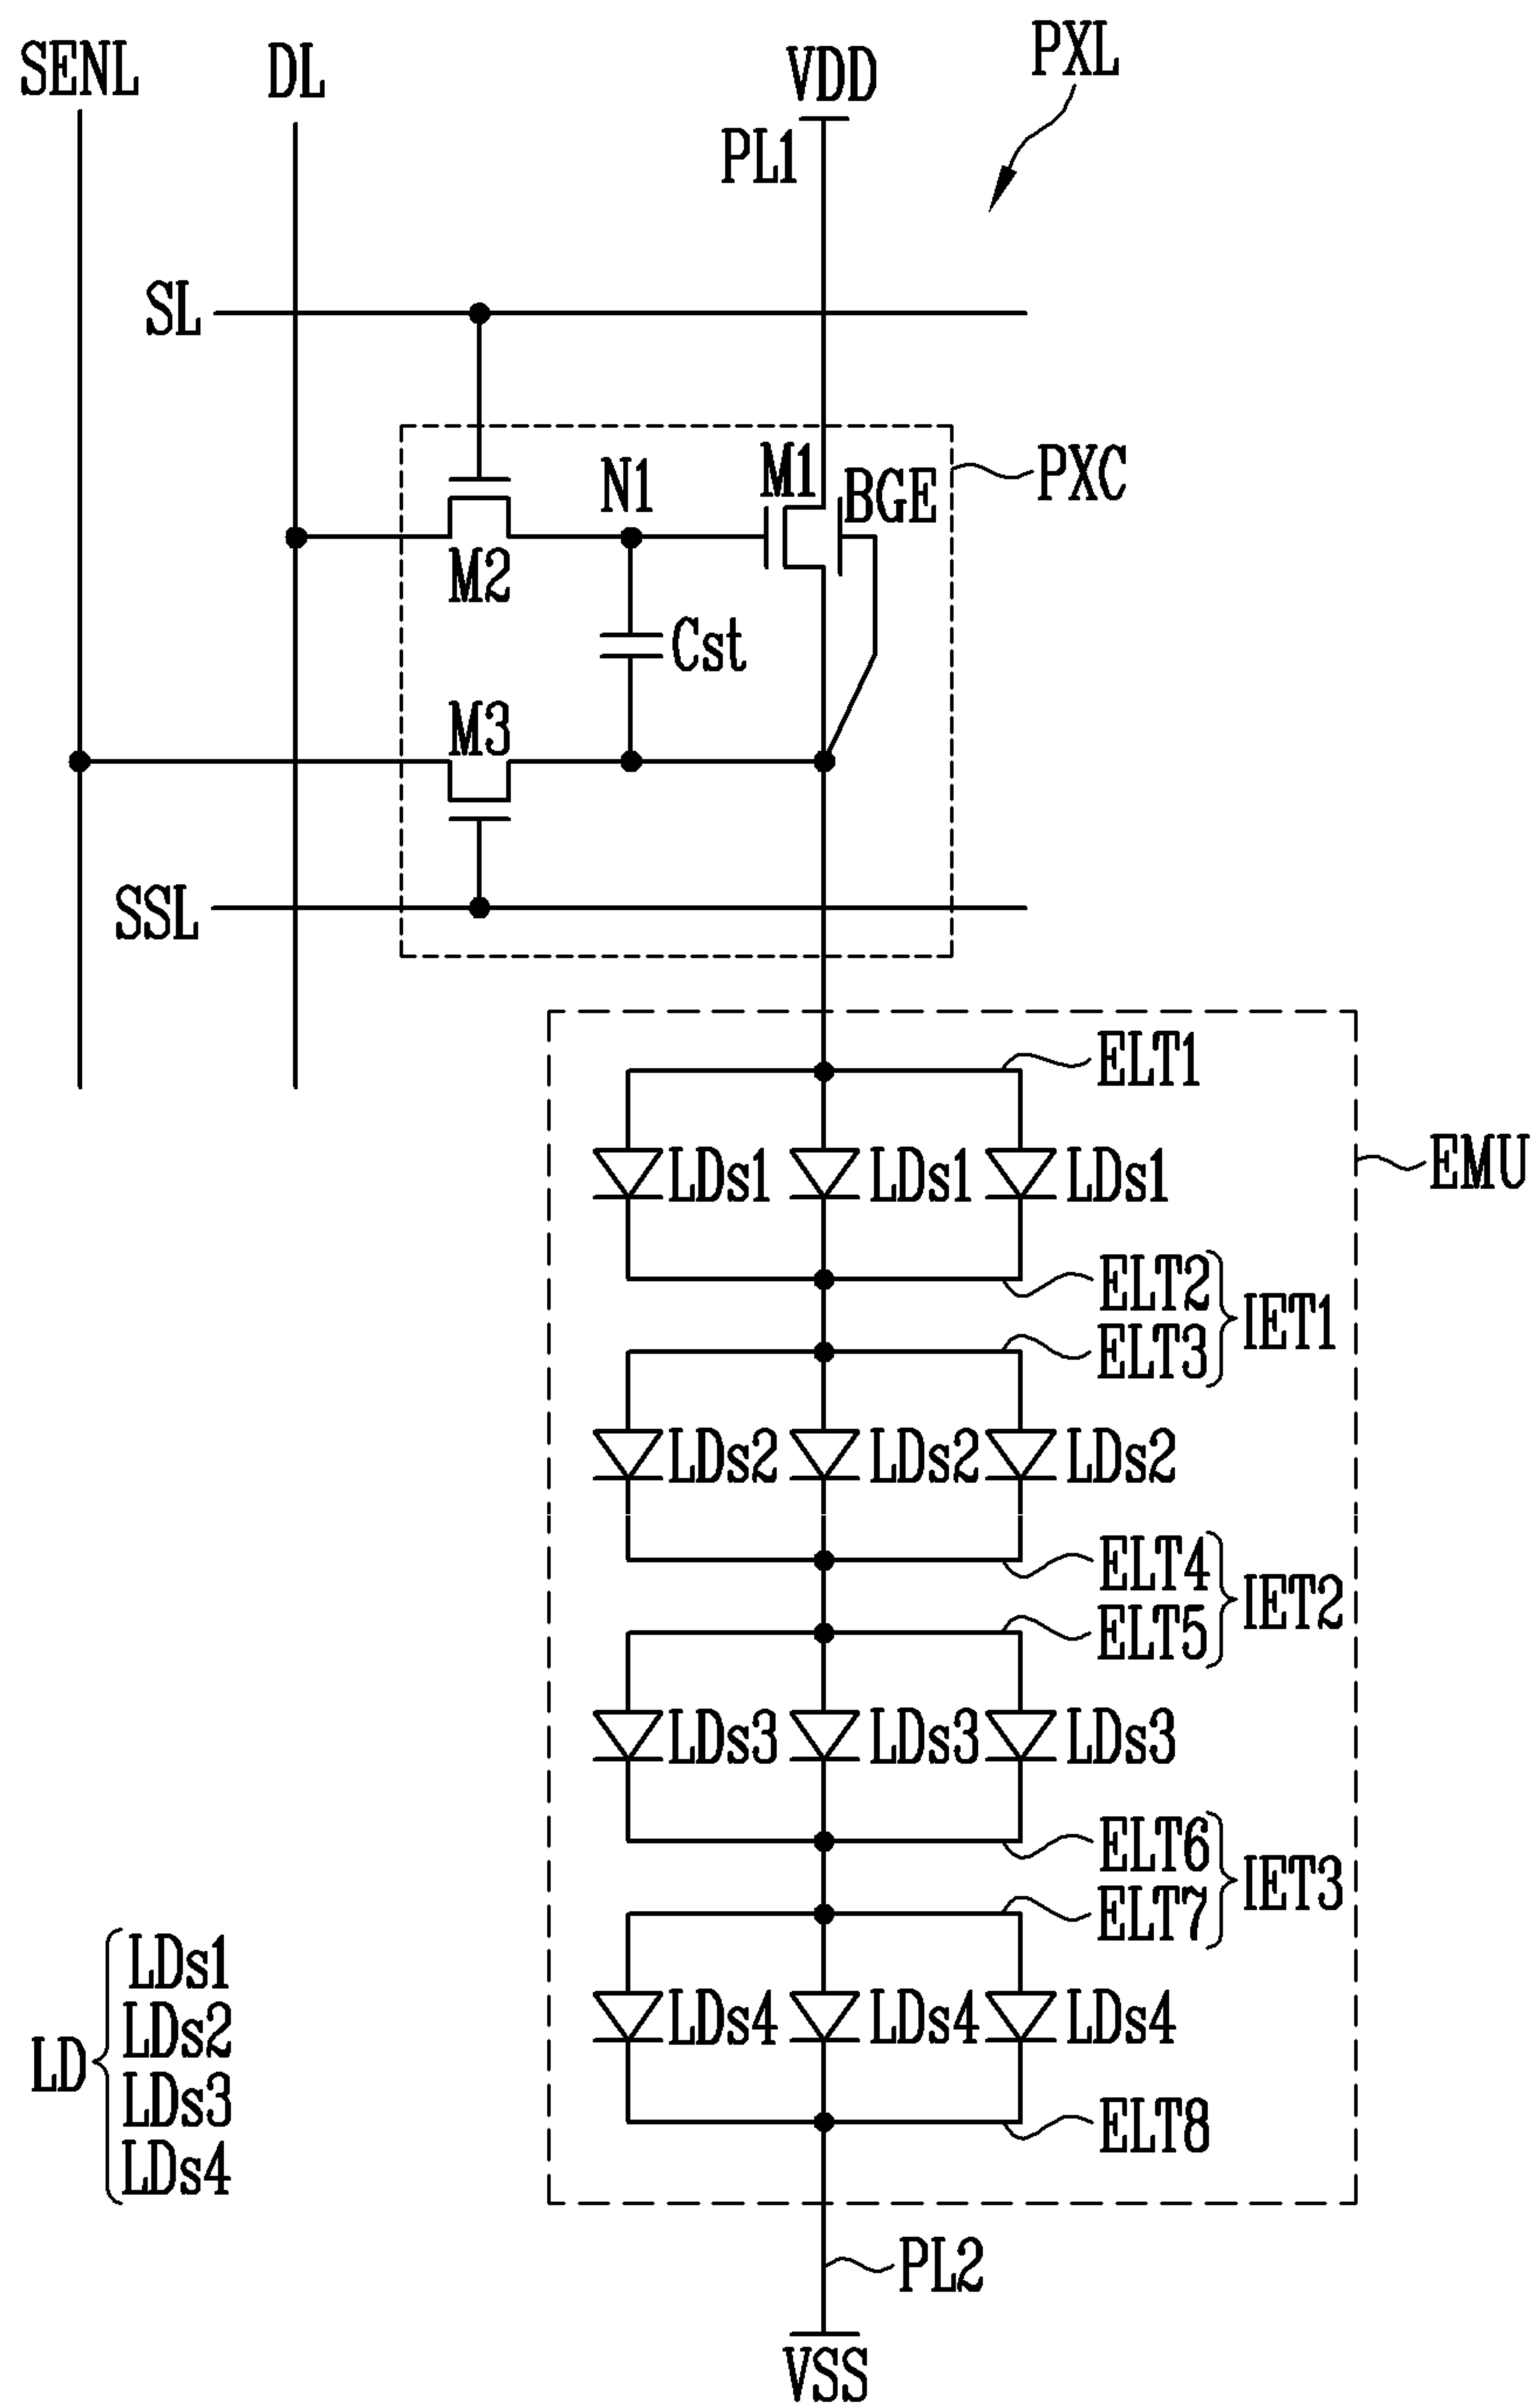 PXL
SENL
DL
VDD
PL1
SL
M1
N1
BGE
PXC
M2
Cst
M3
SSL
ELT1
LDs1 LDs1 LDs1
EMU
ELT2
IET1
ELT3
LDs2 LDs2 LDs2
ELT4
IET2
ELT5
LDs3 LDs3 LDs3
ELT6
IET3
ELT7
LDs4 LDs4 LDs4
ELT8
LD
LDs1
LDs2
LDs3
LDs4
PL2
VSS